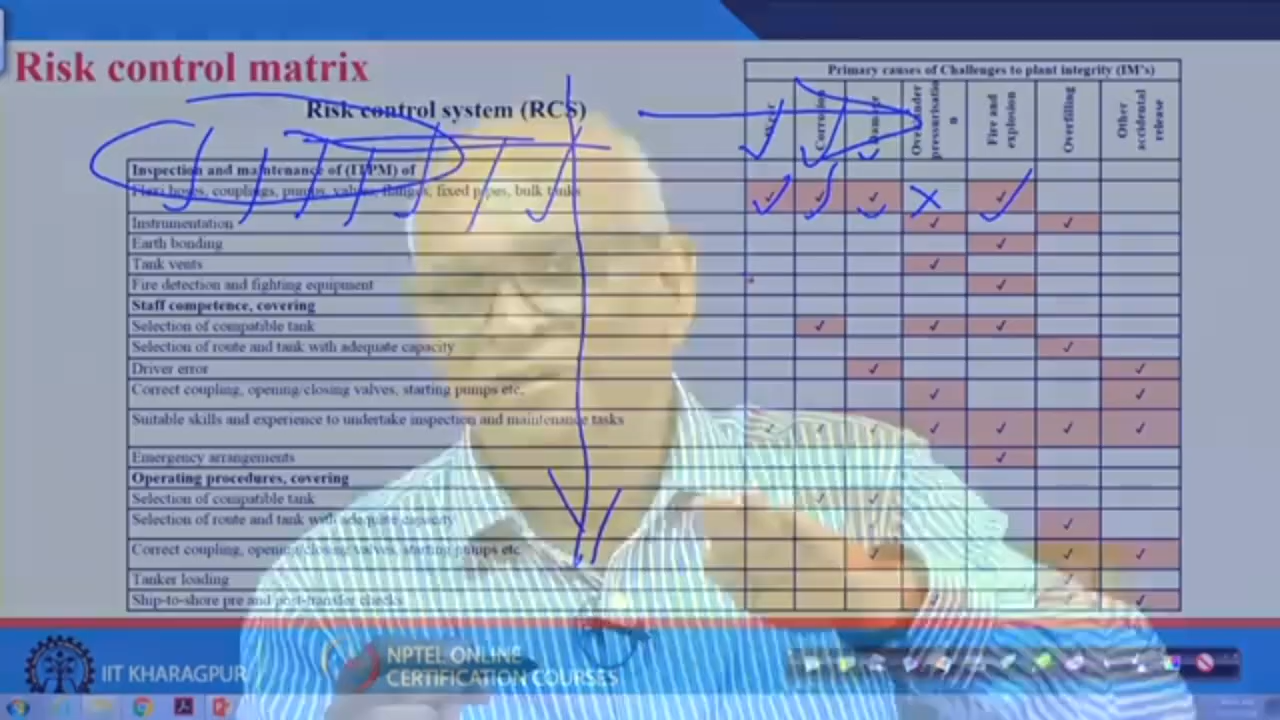 Risk control matrix
Primary causes of Challenges to plant integrity (IM's)
Risk control system (RCS)
Wear
Corrosion
Damage
pressurisatio
n
Fire and
explosion
Overfilling
Other
accidental
release
Inspection and maintenance of (ITPM) of
Flexi hoses, couplings, pumps, valves, flanges, fixed pipes, bulk tanks
✓ ✓ ✓ X ✓
Instrumentation ✓ ✓
Earth bonding ✓
Tank vents ✓
Fire detection and fighting equipment ✓
Staff competence, covering
Selection of compatible tank ✓ ✓ ✓
Selection of route and tank with adequate capacity ✓
Driver error ✓ ✓
Correct coupling, opening/closing valves, starting pumps etc. ✓ ✓
Suitable skills and experience to undertake inspection and maintenance tasks ✓ ✓ ✓ ✓ ✓ ✓ ✓
Emergency arrangements ✓
Operating procedures, covering
Selection of compatible tank ✓ ✓
Selection of route and tank with adequate capacity ✓
Correct coupling, opening/closing valves, starting pumps etc ✓ ✓ ✓
Tanker loading ✓
Ship-to-shore pre and post-transfer checks ✓ ✓ ✓
IIT KHARAGPUR
NPTEL ONLINE
CERTIFICATION COURSES